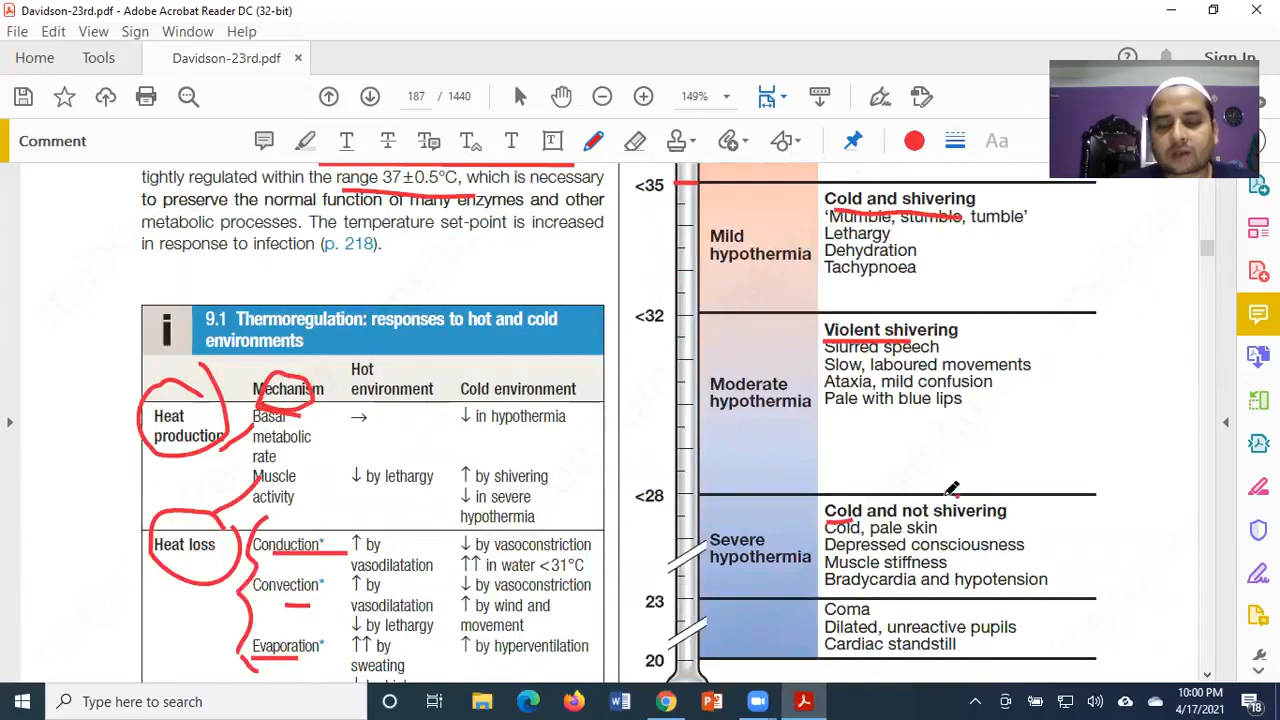 Davidson-23rd.pdf - Adobe Acrobat Reader DC (32-bit)
File Edit View Sign Window Help
Home Tools Davidson-23rd.pdf × Sign In
187 / 1440 149%
Comment Aa
tightly regulated within the range 37±0.5°C, which is necessary
to preserve the normal function of many enzymes and other
metabolic processes. The temperature set-point is increased
in response to infection (p. 218).
i 9.1 Thermoregulation: responses to hot and cold
environments
Mechanism Hot environment Cold environment
Heat production Basal metabolic rate → ↓ in hypothermia
Muscle activity ↓ by lethargy ↑ by shivering
↓ in severe hypothermia
Heat loss Conduction* ↑ by vasodilatation ↓ by vasoconstriction
↑↑ in water <31°C
Convection* ↑ by vasodilatation ↓ by vasoconstriction
↓ by lethargy ↑ by wind and movement
Evaporation* ↑↑ by sweating ↑ by hyperventilation
<35
Mild hypothermia
Cold and shivering
‘Mumble, stumble, tumble’
Lethargy
Dehydration
Tachypnoea
<32
Moderate hypothermia
Violent shivering
Slurred speech
Slow, laboured movements
Ataxia, mild confusion
Pale with blue lips
<28
Severe hypothermia
Cold and not shivering
Cold, pale skin
Depressed consciousness
Muscle stiffness
Bradycardia and hypotension
23
Coma
Dilated, unreactive pupils
Cardiac standstill
20
Type here to search
10:00 PM
4/17/2021
18